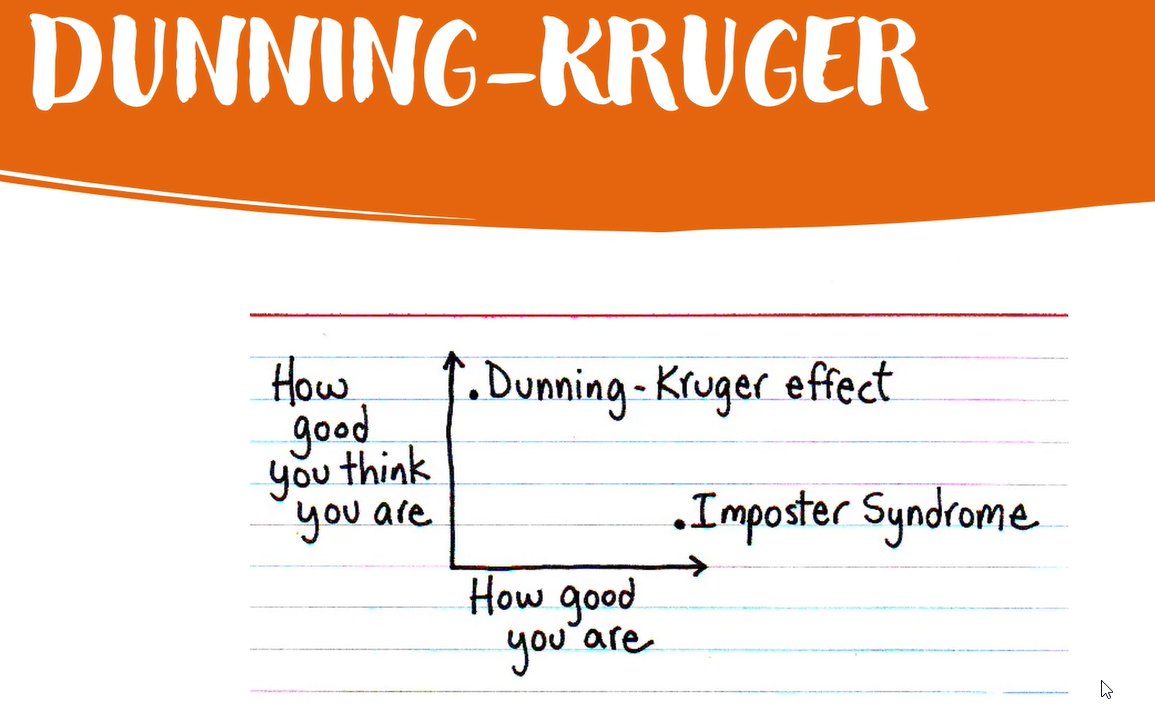 DUNNING-KRUGER
How
good
you think
you are
.Dunning-Kruger effect
.Imposter Syndrome
How good
you are